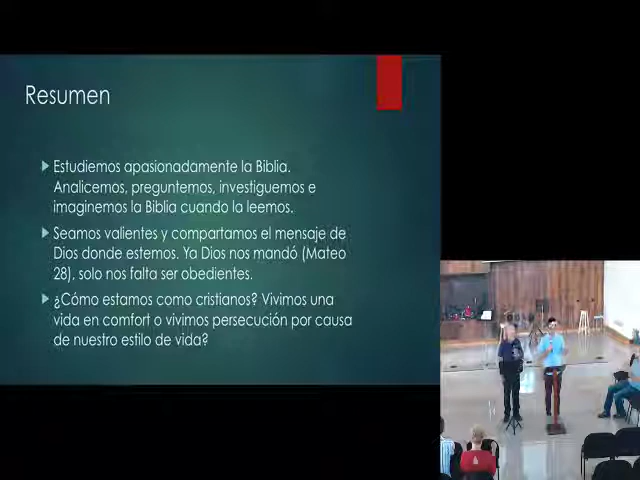 Resumen
Estudiemos apasionadamente la Biblia.
Analicemos, preguntemos, investiguemos e
imaginemos la Biblia cuando la leemos.
Seamos valientes y compartamos el mensaje de
Dios donde estemos. Ya Dios nos mandó (Mateo
28), solo nos falta ser obedientes.
¿Cómo estamos como cristianos? Vivimos una
vida en comfort o vivimos persecución por causa
de nuestro estilo de vida?